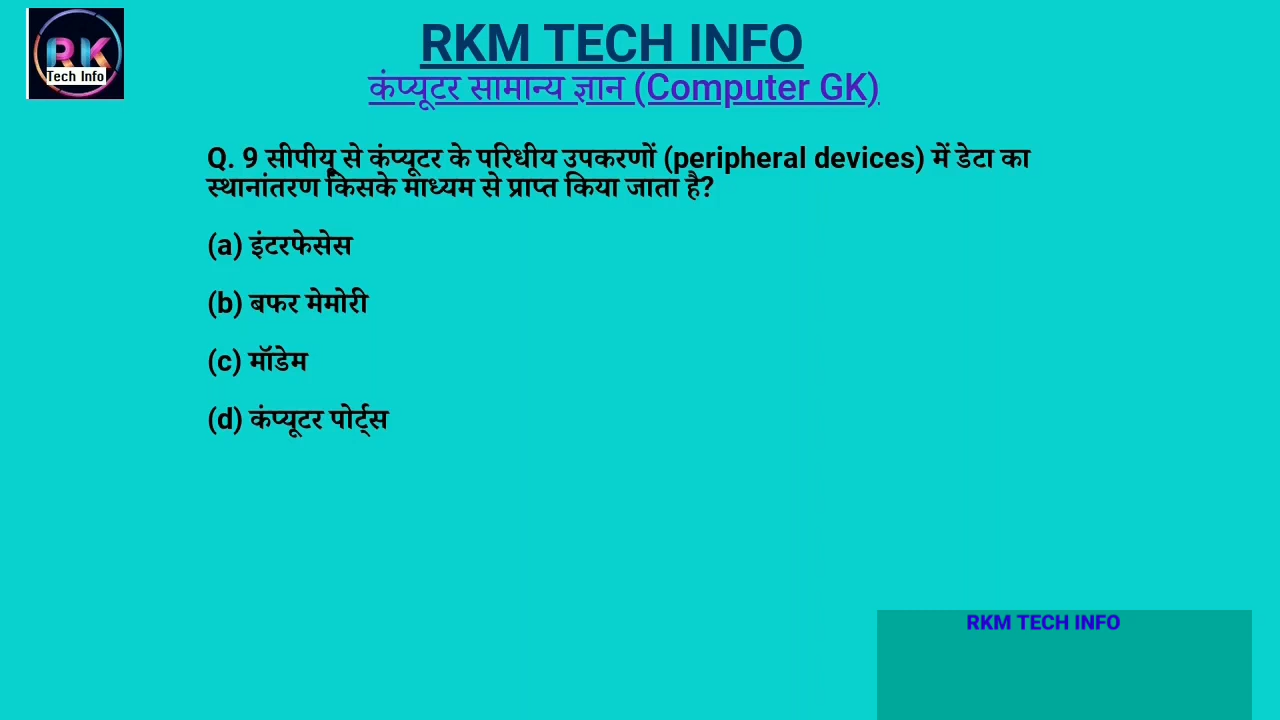 RK
Tech Info
RKM TECH INFO
कंप्यूटर सामान्य ज्ञान (Computer GK)
Q. 9 सीपीयू से कंप्यूटर के परिधीय उपकरणों (peripheral devices) में डेटा का
स्थानांतरण किसके माध्यम से प्राप्त किया जाता है?
(a) इंटरफेसेस
(b) बफर मेमोरी
(c) मॉडेम
(d) कंप्यूटर पोर्ट्स
RKM TECH INFO